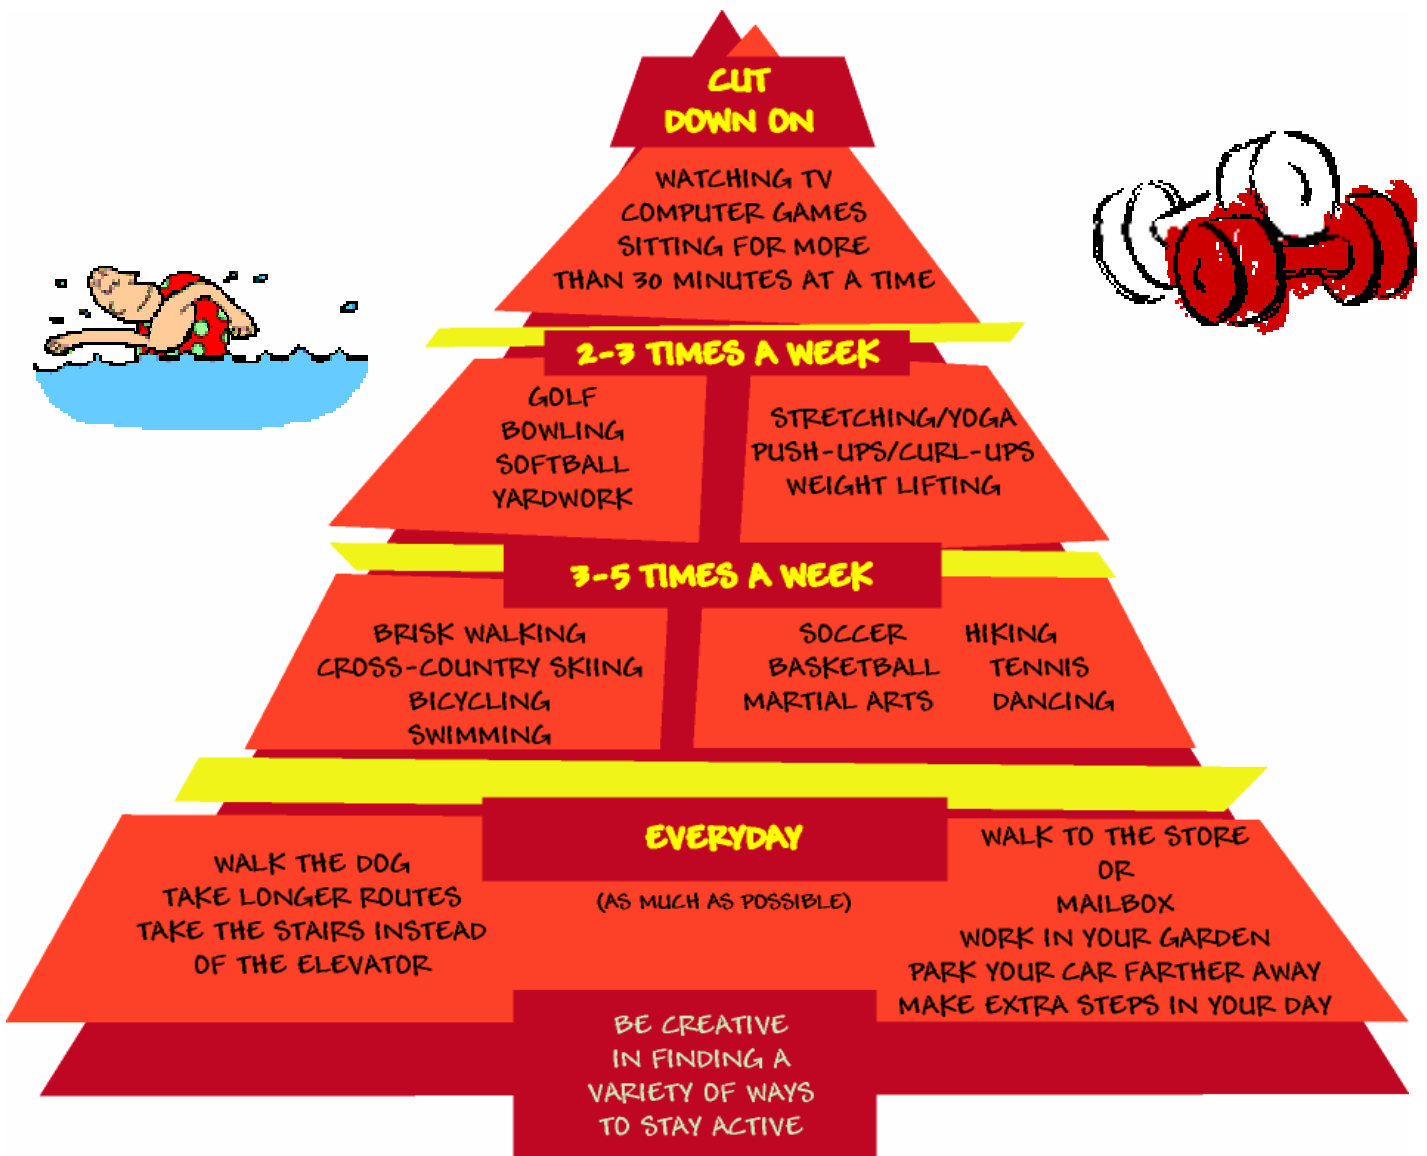 CUT
DOWN ON
WATCHING TV
COMPUTER GAMES
SITTING FOR MORE
THAN 30 MINUTES AT A TIME
2-3 TIMES A WEEK
GOLF
BOWLING
SOFTBALL
YARDWORK
STRETCHING/YOGA
PUSH-UPS/CURL-UPS
WEIGHT LIFTING
3-5 TIMES A WEEK
BRISK WALKING
CROSS-COUNTRY SKIING
BICYCLING
SWIMMING
SOCCER HIKING
BASKETBALL TENNIS
MARTIAL ARTS DANCING
EVERYDAY
(AS MUCH AS POSSIBLE)
WALK THE DOG
TAKE LONGER ROUTES
TAKE THE STAIRS INSTEAD
OF THE ELEVATOR
WALK TO THE STORE
OR
MAILBOX
WORK IN YOUR GARDEN
PARK YOUR CAR FARTHER AWAY
MAKE EXTRA STEPS IN YOUR DAY
BE CREATIVE
IN FINDING A
VARIETY OF WAYS
TO STAY ACTIVE